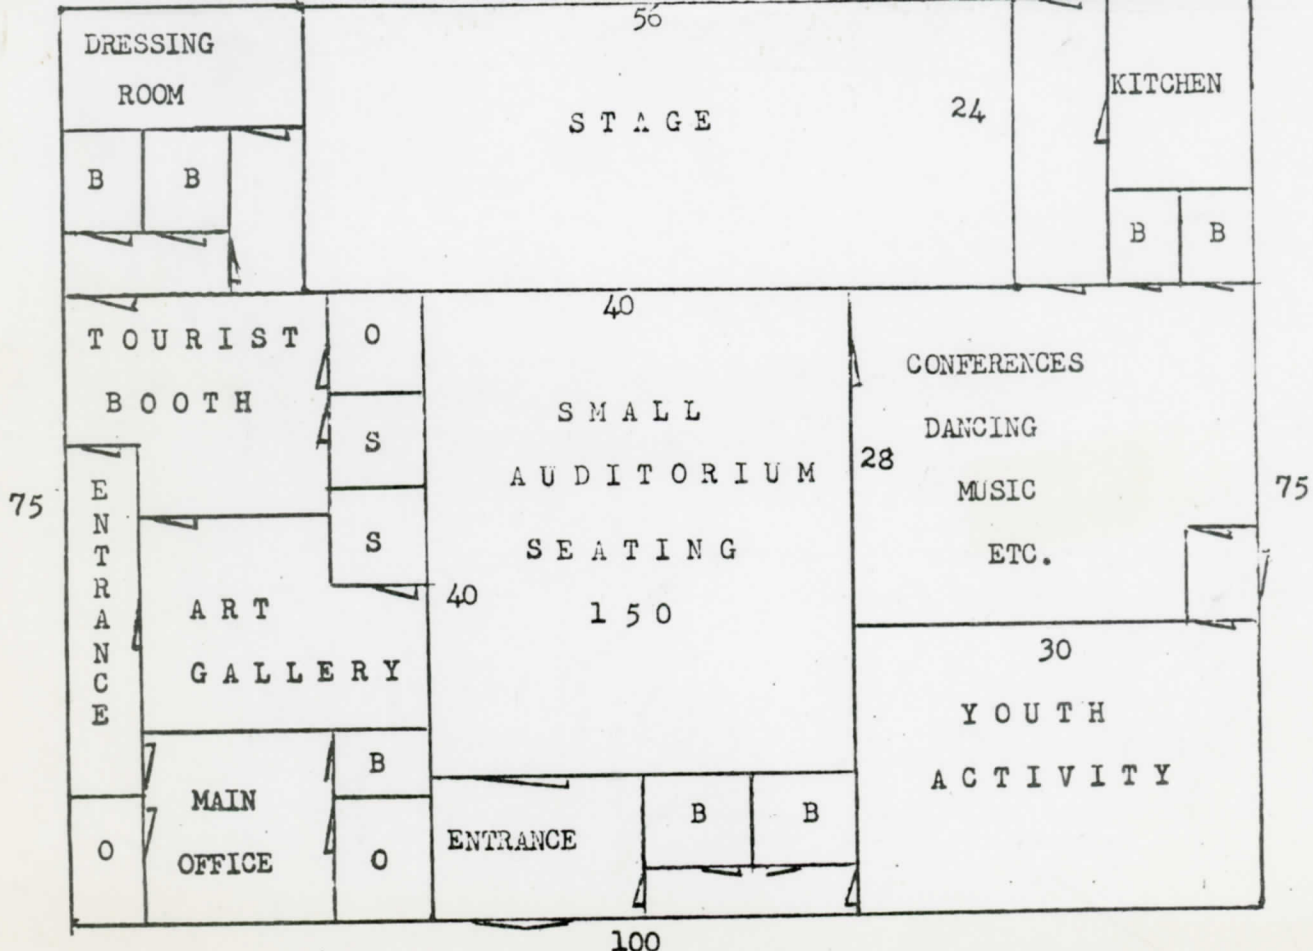 DRESSING
ROOM
B
B
56
STAGE
24
KITCHEN
B
B
TOURIST
BOOTH
O
S
S
40
SMALL
AUDITORIUM
SEATING
150
40
28
CONFERENCES
DANCING
MUSIC
ETC.
75
75
ENTRANCE
ART
GALLERY
30
YOUTH
ACTIVITY
MAIN
OFFICE
O
B
O
ENTRANCE
B
B
100